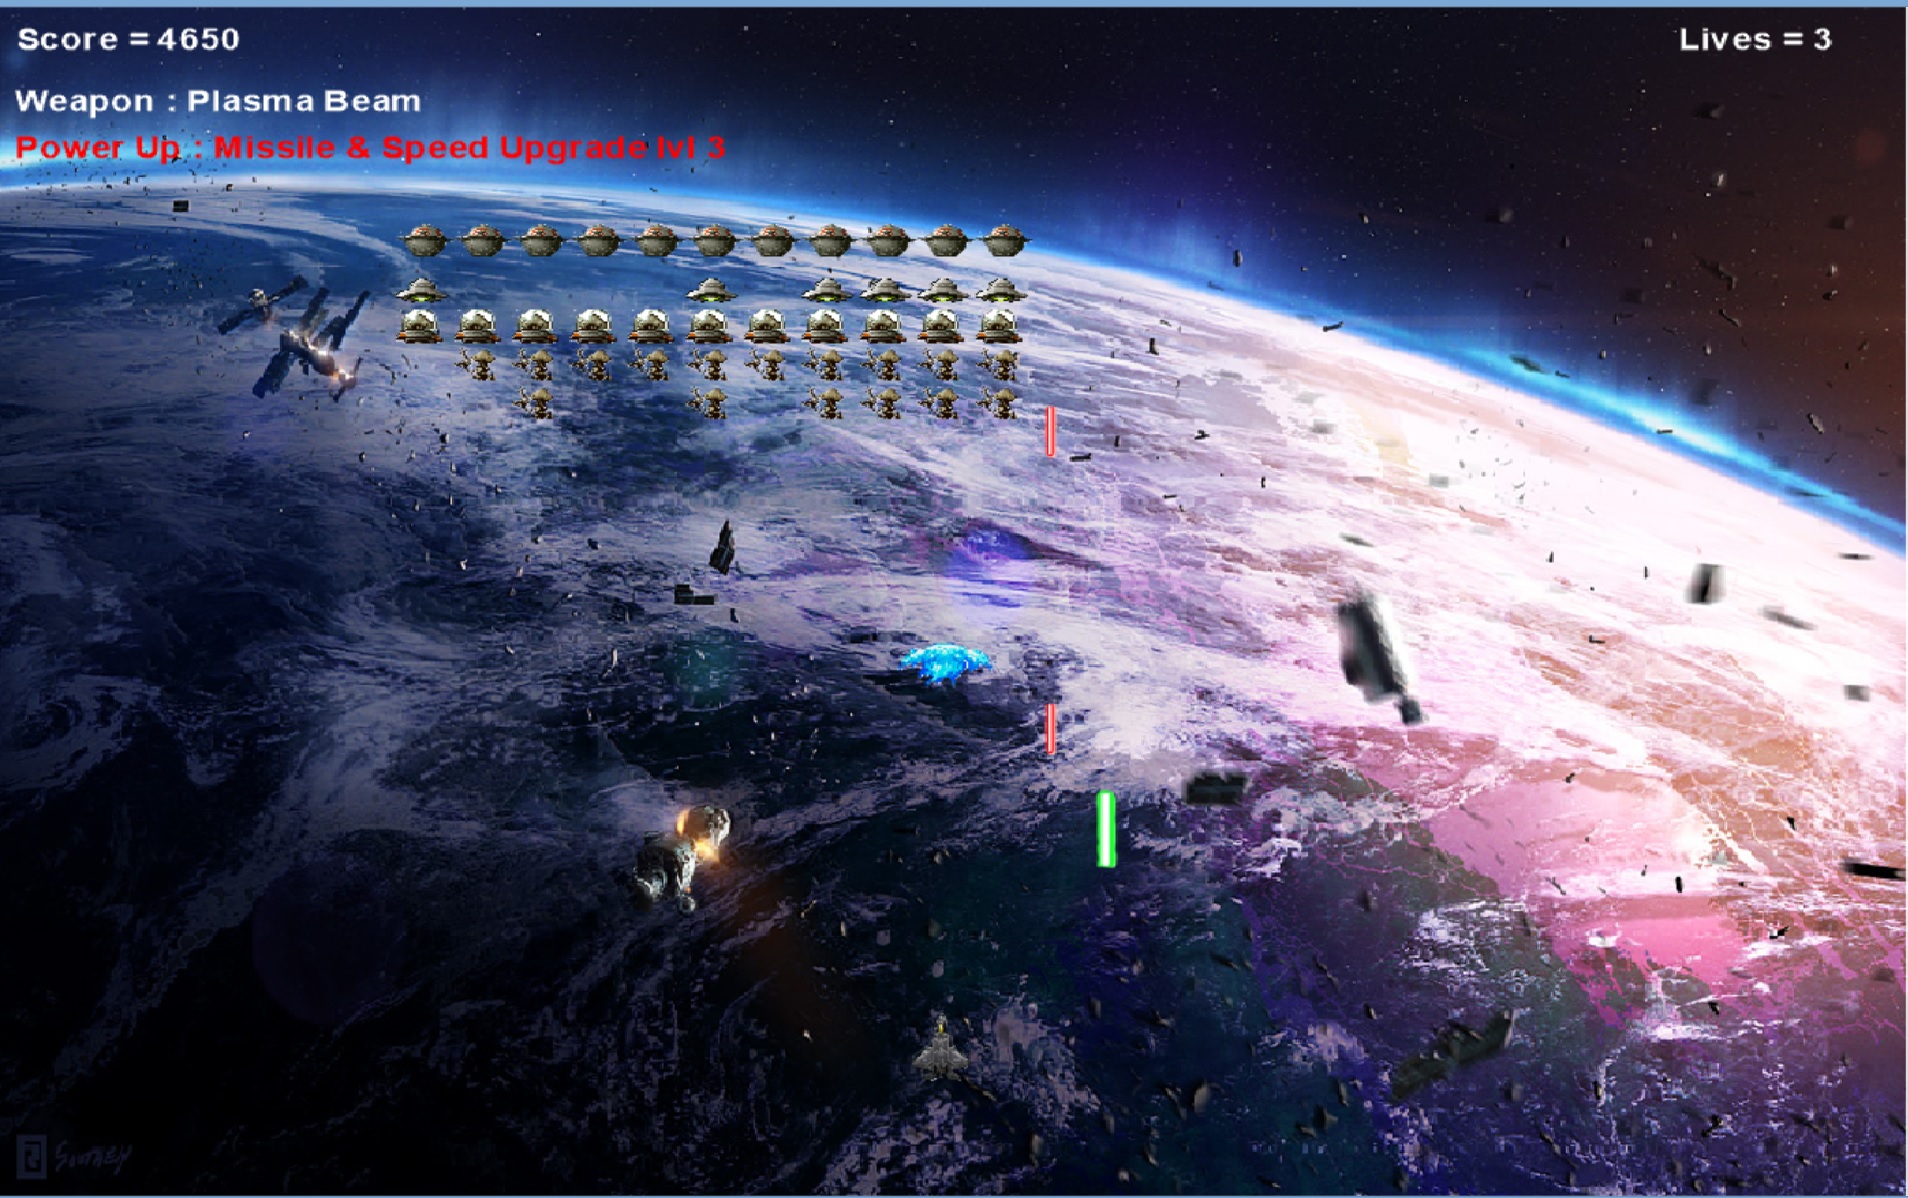 Score = 4650
Lives = 3
Weapon : Plasma Beam
Power Up : Missile & Speed Upgrade lvl 3